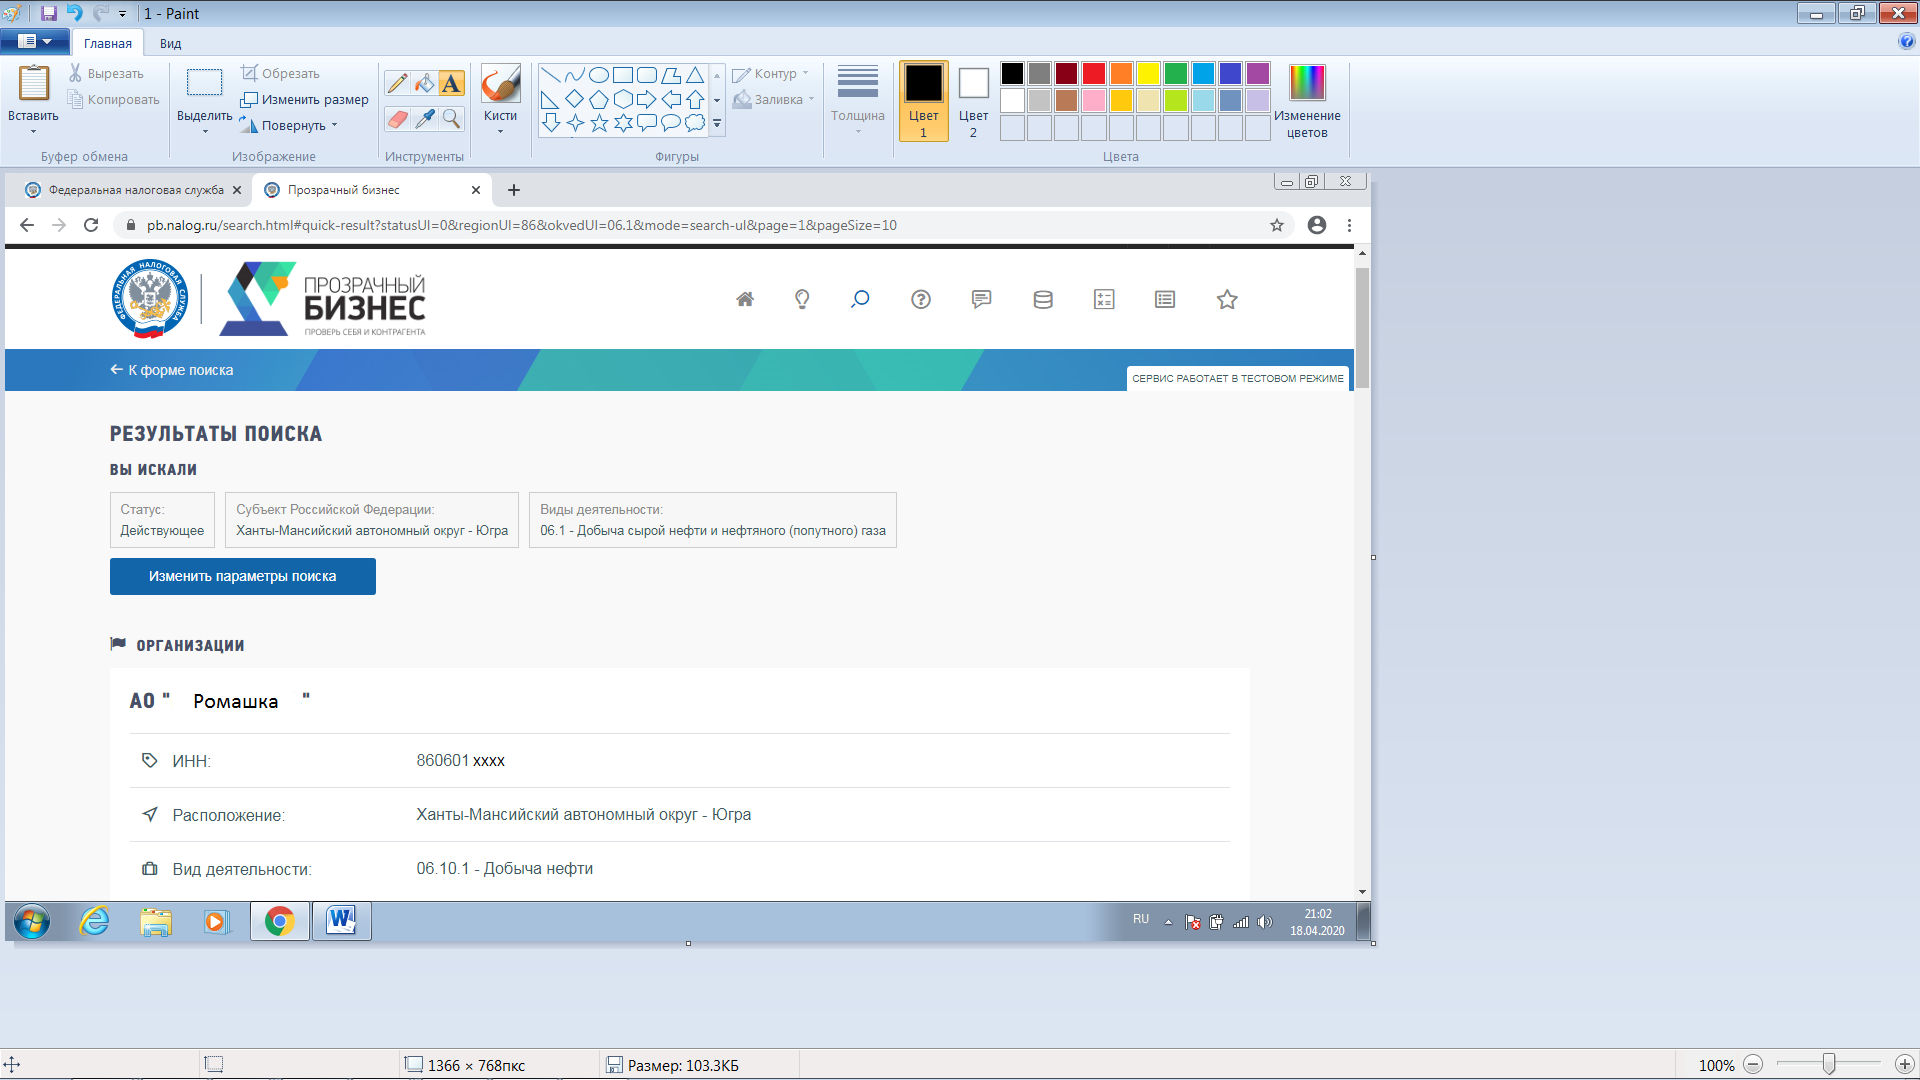 1 - Paint
Главная Вид
Вставить
Вырезать
Копировать
Буфер обмена
Выделить
Обрезать
Изменить размер
Повернуть
Изображение
A
Инструменты
Кисти
Контур
Заливка
Фигуры
Толщина
Цвет 1
Цвет 2
Изменение цветов
Цвета
Федеральная налоговая служба
Прозрачный бизнес
pb.nalog.ru/search.html#quick-result?statusUl=0&regionUl=86&okvedUl=06.1&mode=search-ul&page=1&pageSize=10
ФЕДЕРАЛЬНАЯ НАЛОГОВАЯ СЛУЖБА
ПРОЗРАЧНЫЙ
БИЗНЕС
ПРОВЕРЬ СЕБЯ И КОНТРАГЕНТА
К форме поиска
СЕРВИС РАБОТАЕТ В ТЕСТОВОМ РЕЖИМЕ
РЕЗУЛЬТАТЫ ПОИСКА
ВЫ ИСКАЛИ
Статус:
Действующее
Субъект Российской Федерации:
Ханты-Мансийский автономный округ - Югра
Виды деятельности:
06.1 - Добыча сырой нефти и нефтяного (попутного) газа
Изменить параметры поиска
ОРГАНИЗАЦИИ
АО " Ромашка "
ИНН: 860601 xxxx
Расположение: Ханты-Мансийский автономный округ - Югра
Вид деятельности: 06.10.1 - Добыча нефти
RU
21:02
18.04.2020
1366 × 768пкс
Размер: 103.3КБ
100%